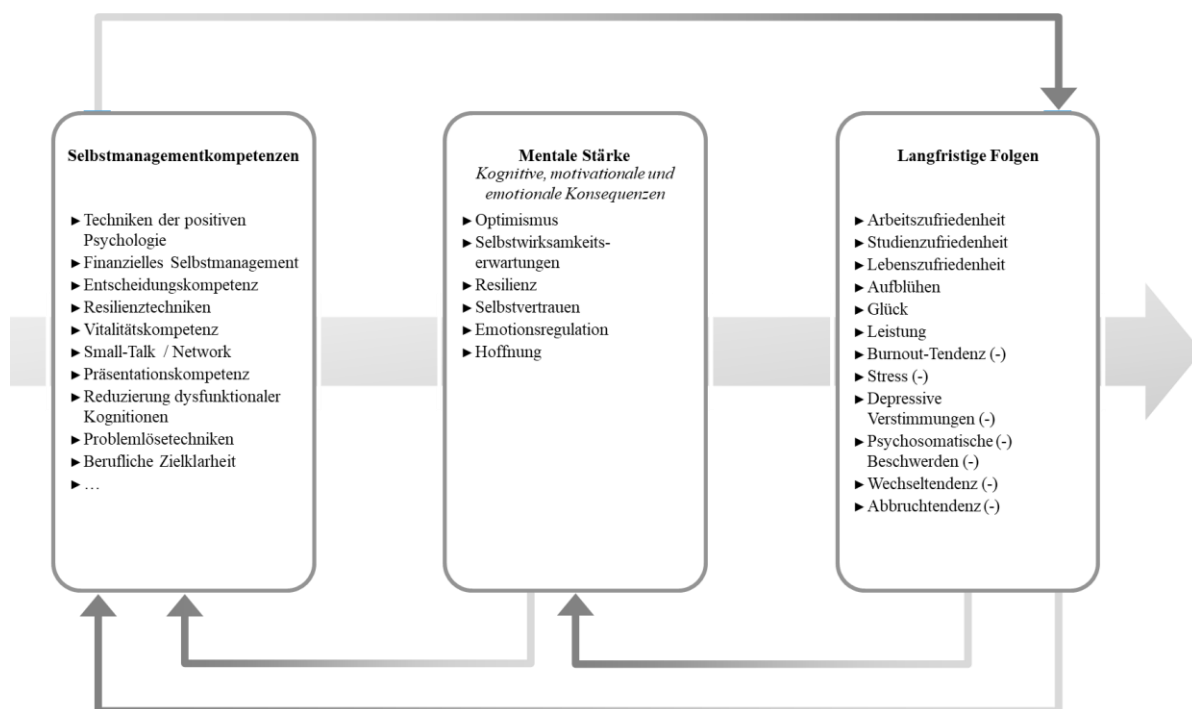 Selbstmanagementkompetenzen
► Techniken der positiven
Psychologie
► Finanzielles Selbstmanagement
► Entscheidungskompetenz
► Resilienztechniken
► Vitalitätskompetenz
► Small-Talk / Network
► Präsentationskompetenz
► Reduzierung dysfunktionaler
Kognitionen
► Problemlösetechniken
► Berufliche Zielklarheit
► …
Mentale Stärke
Kognitive, motivationale und
emotionale Konsequenzen
► Optimismus
► Selbstwirksamkeits-
erwartungen
► Resilienz
► Selbstvertrauen
► Emotionsregulation
► Hoffnung
Langfristige Folgen
► Arbeitszufriedenheit
► Studienzufriedenheit
► Lebenszufriedenheit
► Aufblühen
► Glück
► Leistung
► Burnout-Tendenz (-)
► Stress (-)
► Depressive
Verstimmungen (-)
► Psychosomatische (-)
Beschwerden (-)
► Wechseltendenz (-)
► Abbruchtendenz (-)